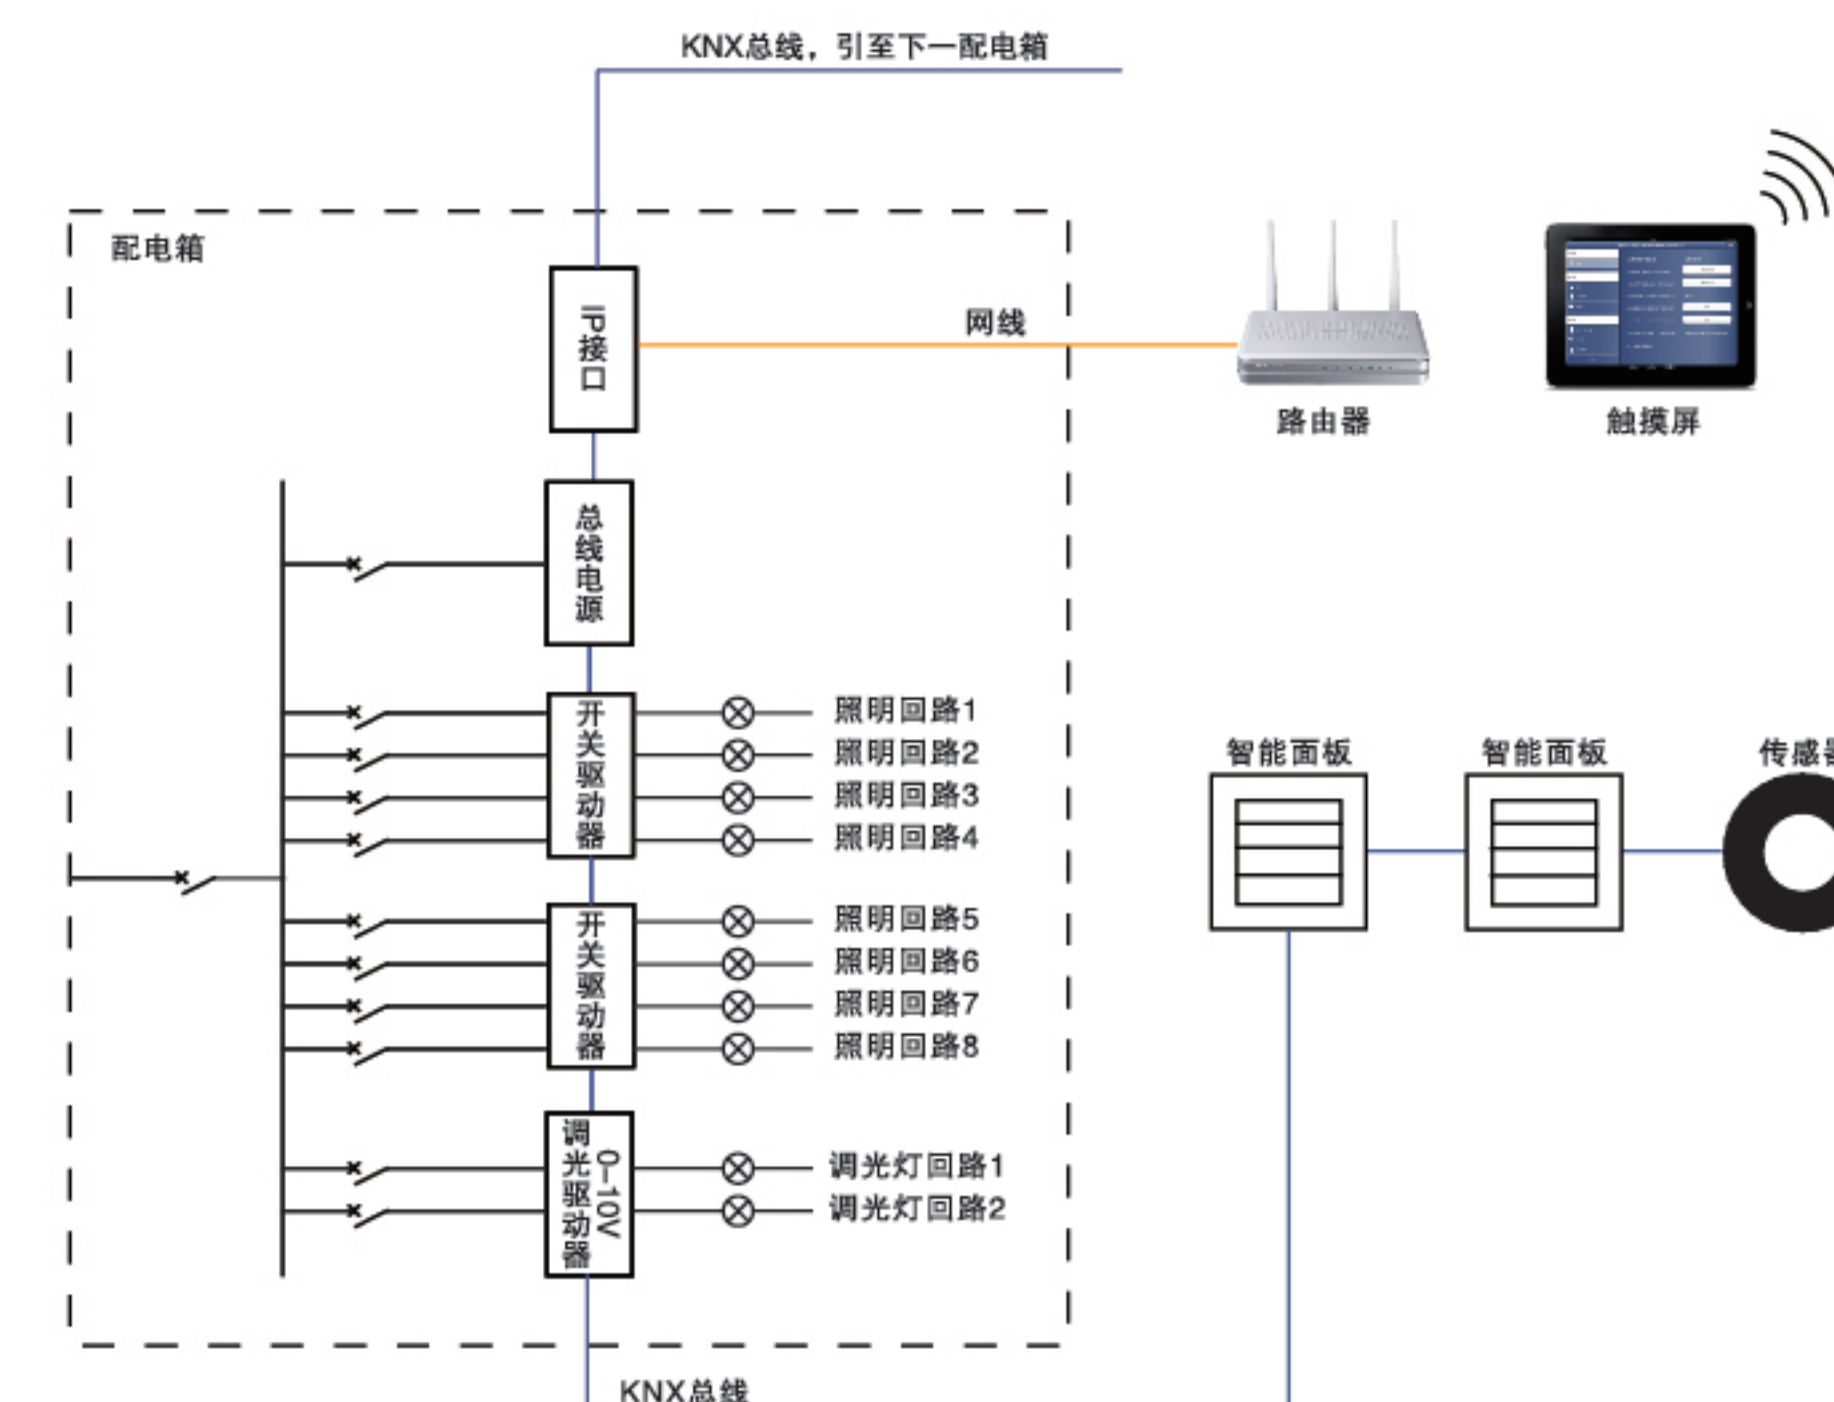 KNX总线，引至下一配电箱
配电箱
IP接口
网线
路由器
触摸屏
总线电源
开关驱动器
照明回路1
照明回路2
照明回路3
照明回路4
智能面板
智能面板
传感器
开关驱动器
照明回路5
照明回路6
照明回路7
照明回路8
调光驱动器
0-10V
调光灯回路1
调光灯回路2
KNX总线